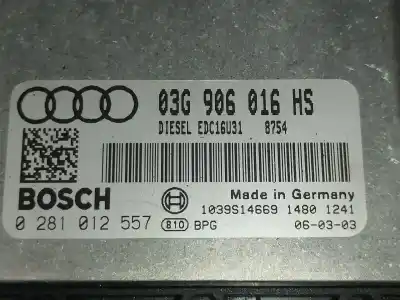 03G 906 016 HS
DIESEL EDC16U31 8754
BOSCH
Made in Germany
1039S14669 1480 1241
0 281 012 557
810 BPG
06-03-03